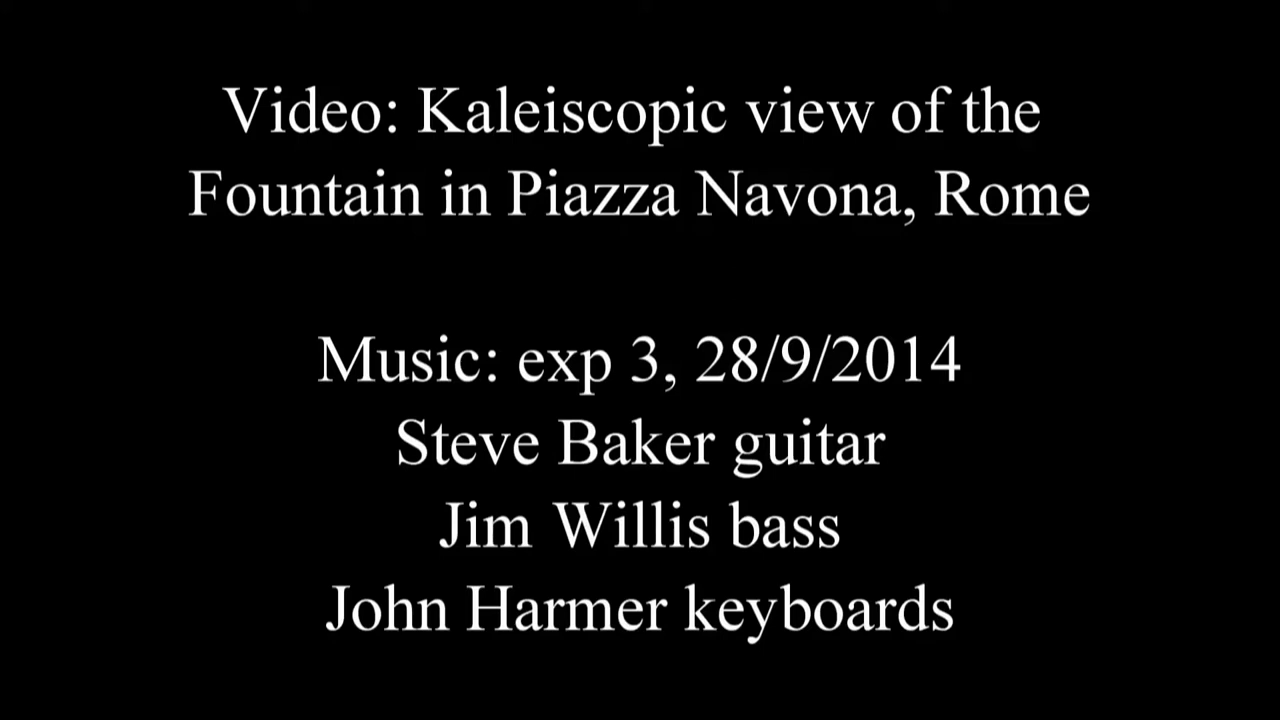 Video: Kaleiscopic view of the
Fountain in Piazza Navona, Rome
Music: exp 3, 28/9/2014
Steve Baker guitar
Jim Willis bass
John Harmer keyboards